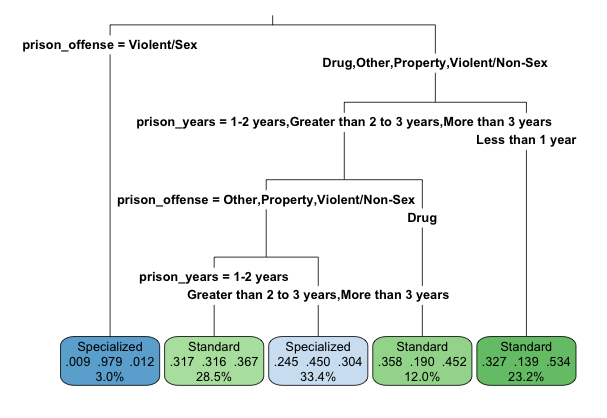 prison_offense = Violent/Sex
Drug,Other,Property,Violent/Non-Sex
prison_years = 1-2 years,Greater than 2 to 3 years,More than 3 years
Less than 1 year
prison_offense = Other,Property,Violent/Non-Sex
Drug
prison_years = 1-2 years
Greater than 2 to 3 years,More than 3 years
Specialized
.009 .979 .012
3.0%
Standard
.317 .316 .367
28.5%
Specialized
.245 .450 .304
33.4%
Standard
.358 .190 .452
12.0%
Standard
.327 .139 .534
23.2%